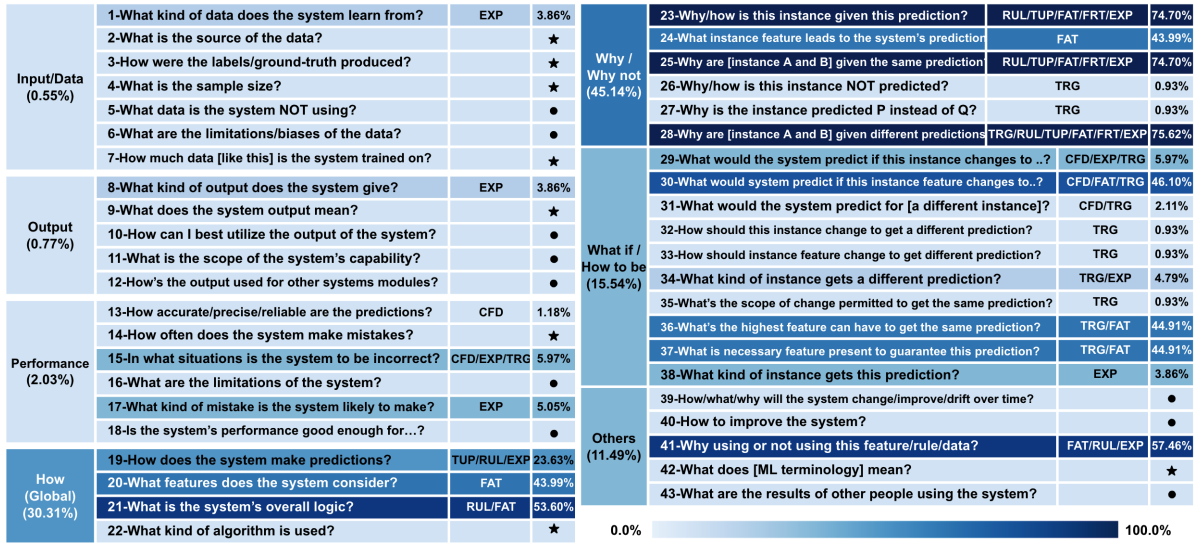 Input/Data
(0.55%)
1-What kind of data does the system learn from? EXP 3.86%
2-What is the source of the data? ★
3-How were the labels/ground-truth produced? ★
4-What is the sample size? ★
5-What data is the system NOT using? ●
6-What are the limitations/biases of the data? ●
7-How much data [like this] is the system trained on? ★
Output
(0.77%)
8-What kind of output does the system give? EXP 3.86%
9-What does the system output mean? ★
10-How can I best utilize the output of the system? ●
11-What is the scope of the system's capability? ●
12-How's the output used for other systems modules? ●
Performance
(2.03%)
13-How accurate/precise/reliable are the predictions? CFD 1.18%
14-How often does the system make mistakes? ★
15-In what situations is the system to be incorrect? CFD/EXP/TRG 5.97%
16-What are the limitations of the system? ●
17-What kind of mistake is the system likely to make? EXP 5.05%
18-Is the system's performance good enough for…? ●
How
(Global)
(30.31%)
19-How does the system make predictions? TUP/RUL/EXP 23.63%
20-What features does the system consider? FAT 43.99%
21-What is the system's overall logic? RUL/FAT 53.60%
22-What kind of algorithm is used? ★
Why /
Why not
(45.14%)
23-Why/how is this instance given this prediction? RUL/TUP/FAT/FRT/EXP 74.70%
24-What instance feature leads to the system's prediction FAT 43.99%
25-Why are [instance A and B] given the same prediction? RUL/TUP/FAT/FRT/EXP 74.70%
26-Why/how is this instance NOT predicted? TRG 0.93%
27-Why is the instance predicted P instead of Q? TRG 0.93%
28-Why are [instance A and B] given different predictions TRG/RUL/TUP/FAT/FRT/EXP 75.62%
What if /
How to be
(15.54%)
29-What would the system predict if this instance changes to ..? CFD/EXP/TRG 5.97%
30-What would system predict if this instance feature changes to..? CFD/FAT/TRG 46.10%
31-What would the system predict for [a different instance]? CFD/TRG 2.11%
32-How should this instance change to get a different prediction? TRG 0.93%
33-How should instance feature change to get different prediction? TRG 0.93%
34-What kind of instance gets a different prediction? TRG/EXP 4.79%
35-What's the scope of change permitted to get the same prediction? TRG 0.93%
36-What's the highest feature can have to get the same prediction? TRG/FAT 44.91%
37-What is necessary feature present to guarantee this prediction? TRG/FAT 44.91%
38-What kind of instance gets this prediction? EXP 3.86%
Others
(11.49%)
39-How/what/why will the system change/improve/drift over time? ●
40-How to improve the system? ●
41-Why using or not using this feature/rule/data? FAT/RUL/EXP 57.46%
42-What does [ML terminology] mean? ★
43-What are the results of other people using the system? ●
0.0% 100.0%